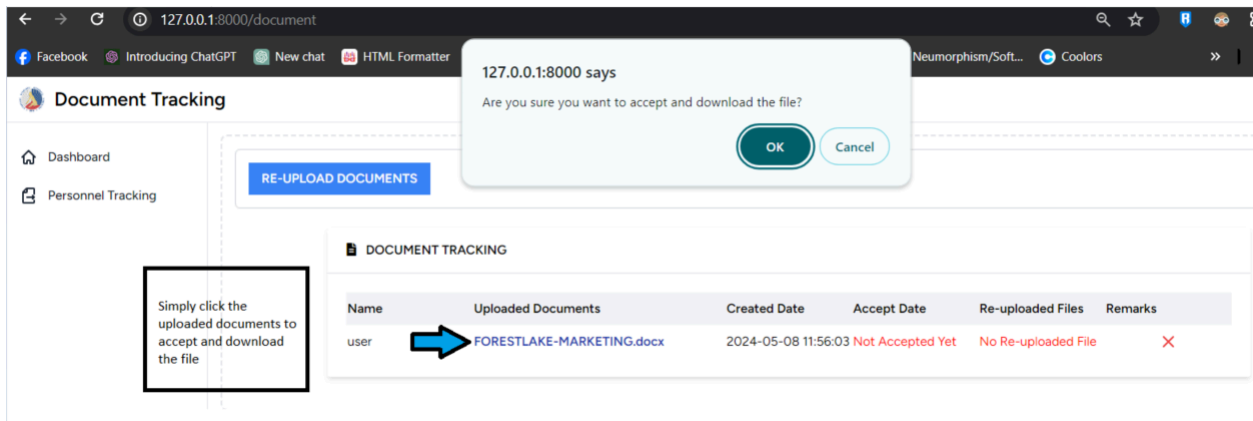 127.0.0.1:8000/document
Facebook
Introducing ChatGPT
New chat
HTML Formatter
Neumorphism/Soft...
Coolors
»
127.0.0.1:8000 says
Are you sure you want to accept and download the file?
OK
Cancel
Document Tracking
Dashboard
Personnel Tracking
RE-UPLOAD DOCUMENTS
DOCUMENT TRACKING
Simply click the
uploaded documents to
accept and download
the file
Name Uploaded Documents Created Date Accept Date Re-uploaded Files Remarks
user FORESTLAKE-MARKETING.docx 2024-05-08 11:56:03 Not Accepted Yet No Re-uploaded File